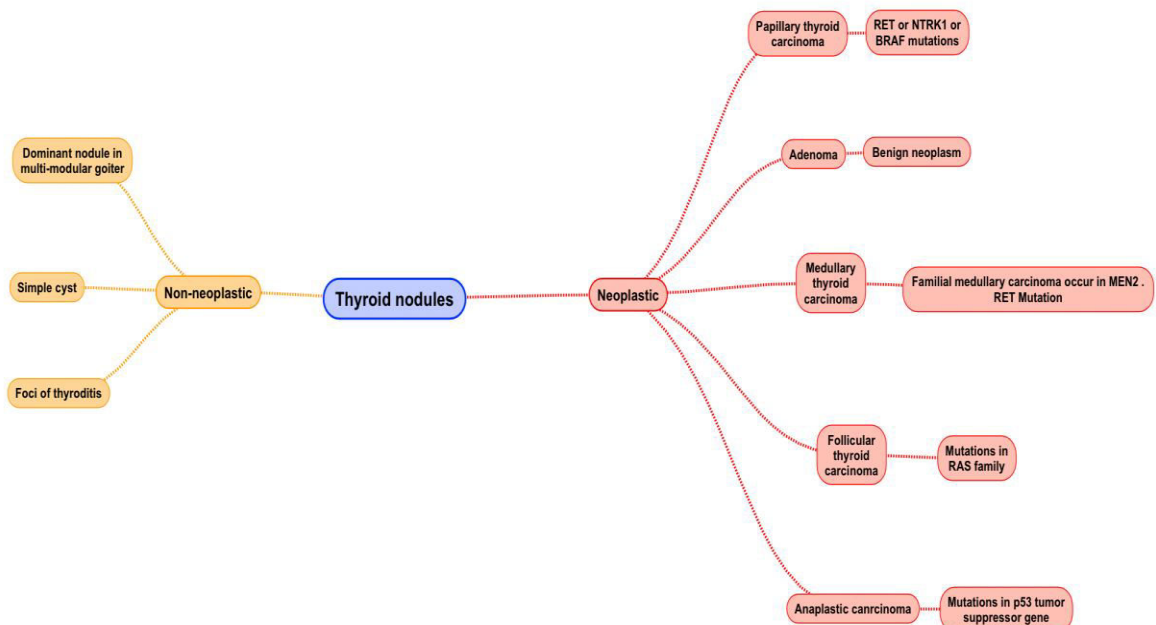 Papillary thyroid
carcinoma
RET or NTRK1 or
BRAF mutations
Dominant nodule in
multi-modular goiter
Adenoma
Benign neoplasm
Simple cyst
Non-neoplastic
Thyroid nodules
Neoplastic
Medullary
thyroid
carcinoma
Familial medullary carcinoma occur in MEN2 .
RET Mutation
Foci of thyroditis
Follicular
thyroid
carcinoma
Mutations in
RAS family
Anaplastic canrcinoma
Mutations in p53 tumor
suppressor gene